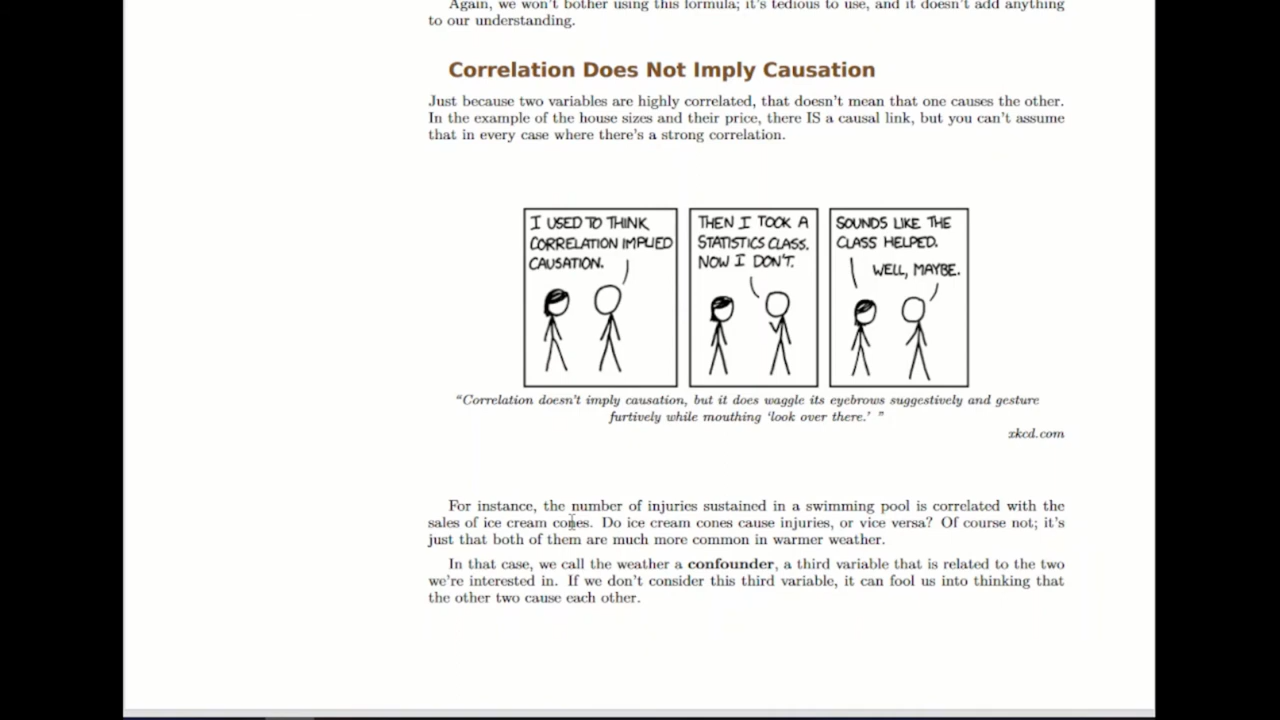 Again, we won't bother using this formula; it's tedious to use, and it doesn't add anything
to our understanding.
Correlation Does Not Imply Causation
Just because two variables are highly correlated, that doesn't mean that one causes the other.
In the example of the house sizes and their price, there IS a causal link, but you can't assume
that in every case where there's a strong correlation.
I USED TO THINK
CORRELATION IMPLIED
CAUSATION.
THEN I TOOK A
STATISTICS CLASS.
NOW I DON'T.
SOUNDS LIKE THE
CLASS HELPED.
WELL, MAYBE.
“Correlation doesn't imply causation, but it does waggle its eyebrows suggestively and gesture
furtively while mouthing ‘look over there.’ ”
xkcd.com
For instance, the number of injuries sustained in a swimming pool is correlated with the
sales of ice cream cones. Do ice cream cones cause injuries, or vice versa? Of course not; it's
just that both of them are much more common in warmer weather.
In that case, we call the weather a confounder, a third variable that is related to the two
we're interested in. If we don't consider this third variable, it can fool us into thinking that
the other two cause each other.